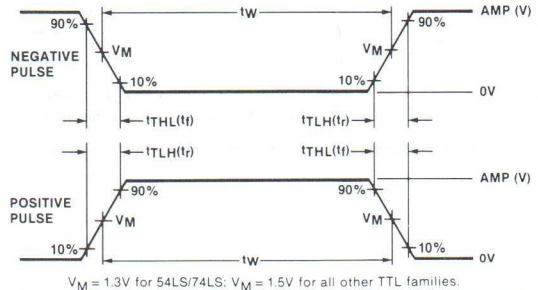 tW
90%
90%
AMP (V)
NEGATIVE
PULSE
VM
VM
10%
10%
0V
tTHL(tf)
tTLH(tr)
tTLH(tr)
tTHL(tf)
AMP (V)
90%
90%
POSITIVE
PULSE
VM
VM
10%
10%
tW
0V
VM = 1.3V for 54LS/74LS; VM = 1.5V for all other TTL families.